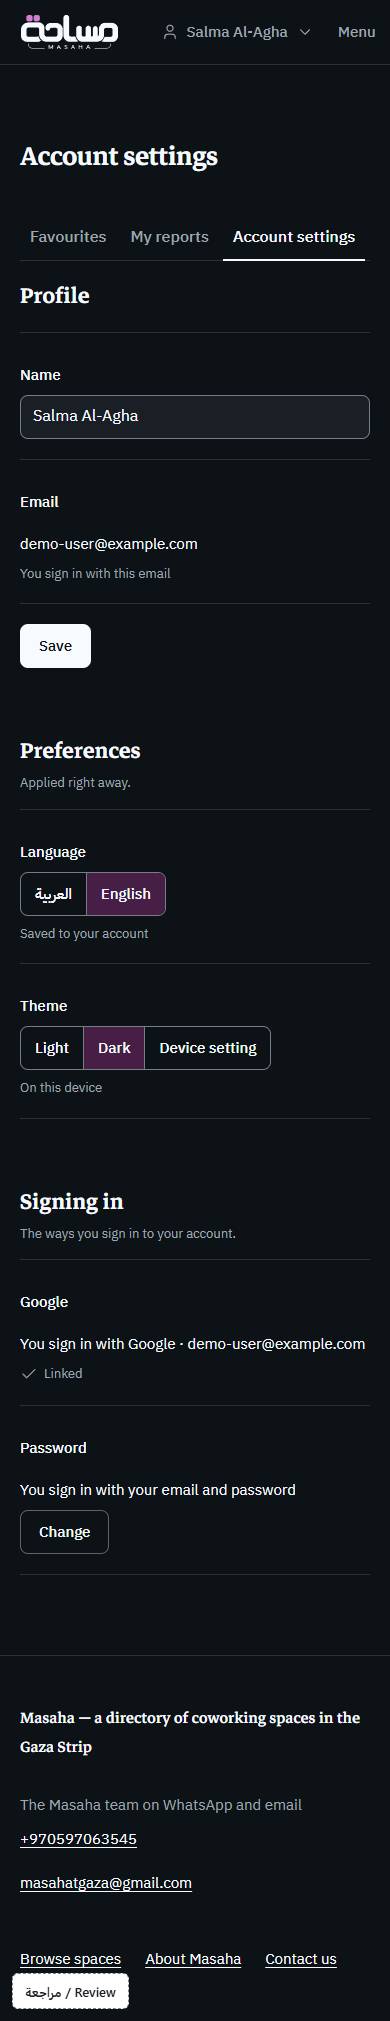 مساحة
MASAHA
Salma Al-Agha
Menu
Account settings
Favourites
My reports
Account settings
Profile
Name
Salma Al-Agha
Email
demo-user@example.com
You sign in with this email
Save
Preferences
Applied right away.
Language
العربية
English
Saved to your account
Theme
Light
Dark
Device setting
On this device
Signing in
The ways you sign in to your account.
Google
You sign in with Google · demo-user@example.com
Linked
Password
You sign in with your email and password
Change
Masaha — a directory of coworking spaces in the
Gaza Strip
The Masaha team on WhatsApp and email
+970597063545
masahatgaza@gmail.com
Browse spaces
About Masaha
Contact us
مراجعة / Review